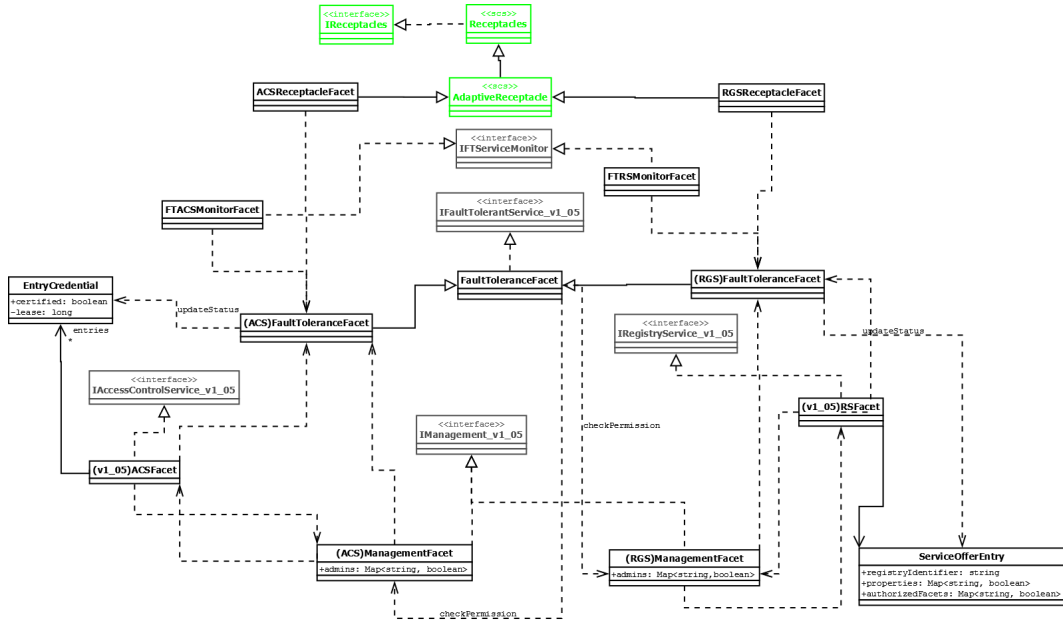 <<interface>>
IReceptacles
<<scs>>
Receptacles
ACSReceptacleFacet
<<scs>>
AdaptiveReceptacle
RGSReceptacleFacet
<<interface>>
IFTServiceMonitor
FTRSMonitorFacet
FTACSMonitorFacet
<<interface>>
IFaultTolerantService_v1_05
EntryCredential
+certified: boolean
-lease: long
FaultToleranceFacet
(RGS)FaultToleranceFacet
updateStatus
(ACS)FaultToleranceFacet
entries
*
<<interface>>
IRegistryService_v1_05
updateStatus
<<interface>>
IAccessControlService_v1_05
(v1_05)RSFacet
<<interface>>
IManagement_v1_05
checkPermission
(v1_05)ACSFacet
(ACS)ManagementFacet
+admins: Map<string, boolean>
(RGS)ManagementFacet
+admins: Map<string,boolean>
ServiceOfferEntry
+registryIdentifier: string
+properties: Map<string, boolean>
+authorizedFacets: Map<string, boolean>
checkPermission